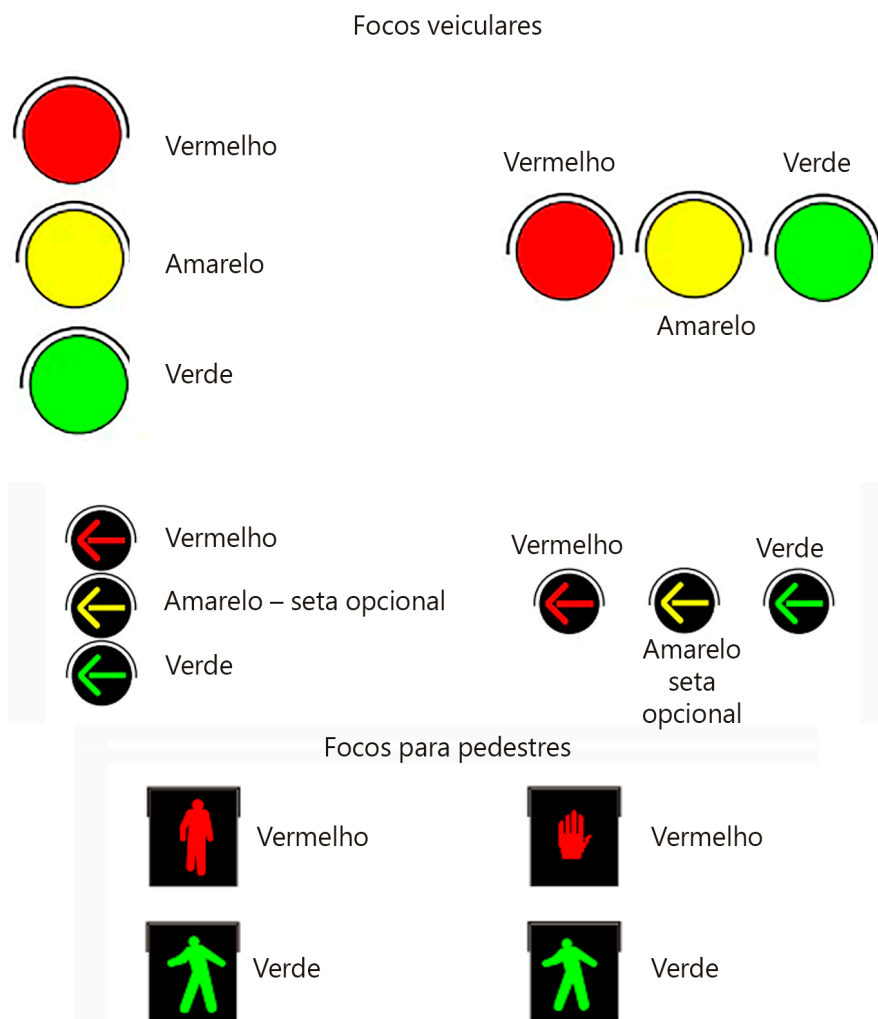 Focos veiculares
Vermelho
Amarelo
Verde
Vermelho
Verde
Amarelo
Vermelho
Amarelo – seta opcional
Verde
Vermelho
Verde
Amarelo
seta
opcional
Focos para pedestres
Vermelho
Vermelho
Verde
Verde